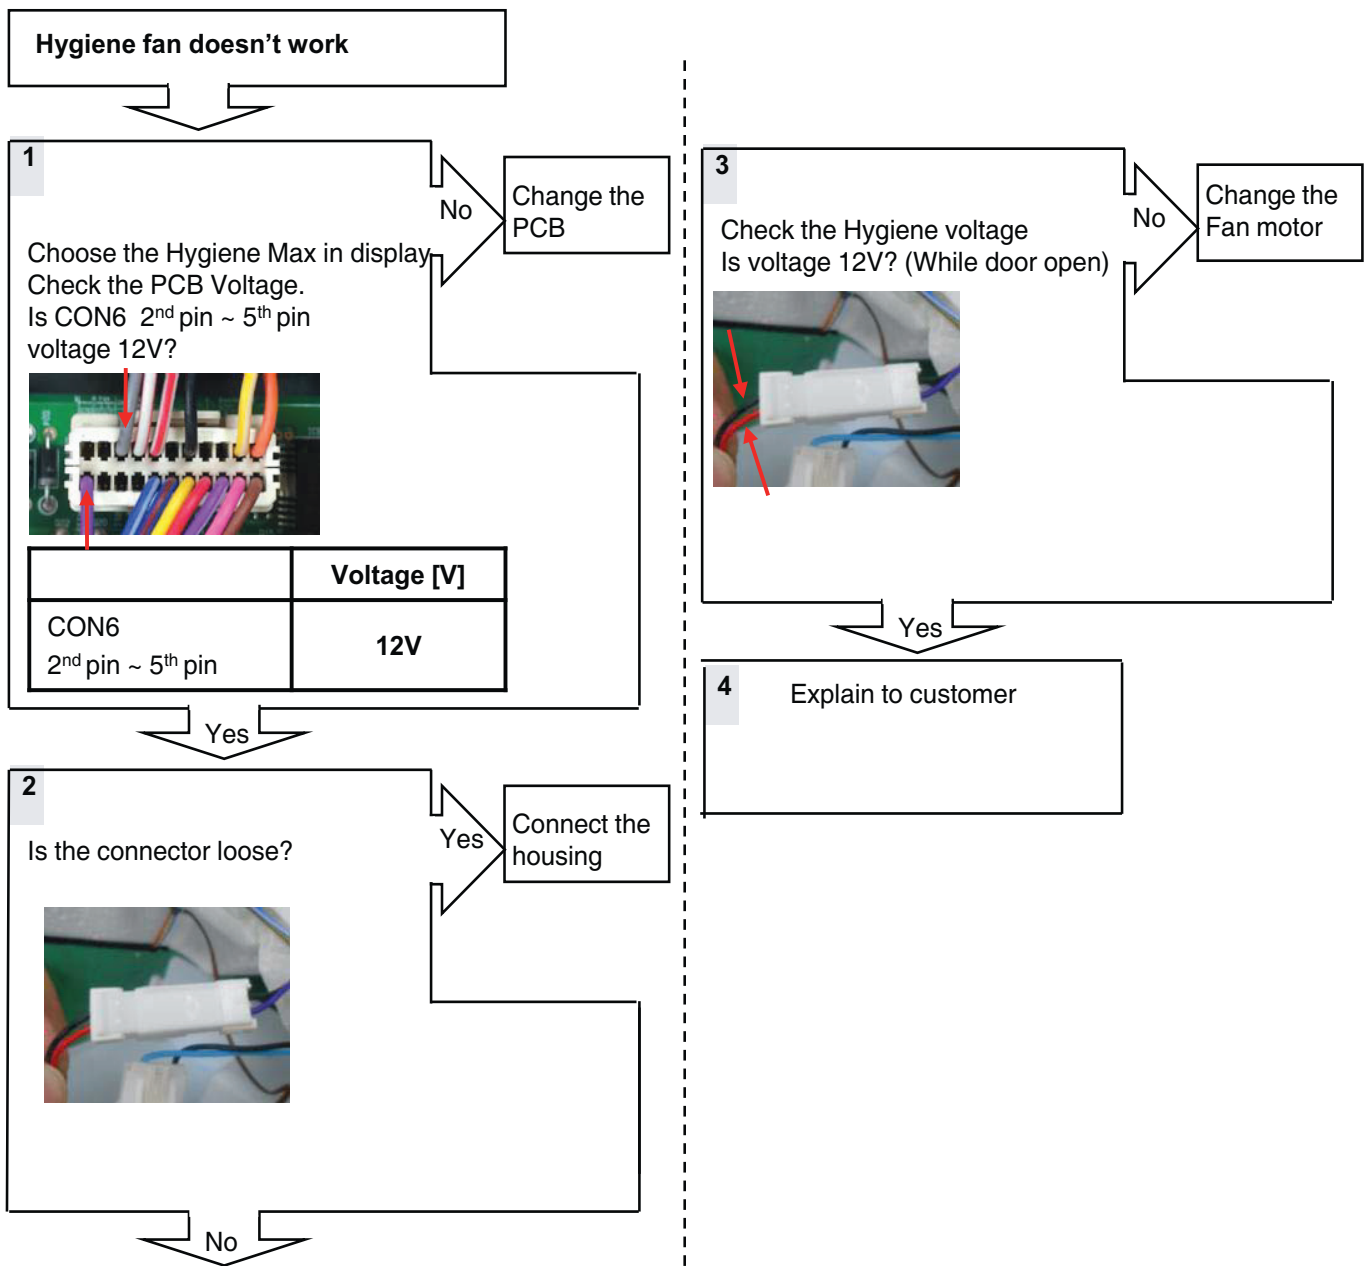 Hygiene fan doesn't work
1
Choose the Hygiene Max in display
Check the PCB Voltage.
Is CON6 2nd pin ~ 5th pin
voltage 12V?
Voltage [V]
CON6
2nd pin ~ 5th pin
12V
No
Change the
PCB
Yes
2
Is the connector loose?
Yes
Connect the
housing
No
3
Check the Hygiene voltage
Is voltage 12V? (While door open)
No
Change the
Fan motor
Yes
4
Explain to customer